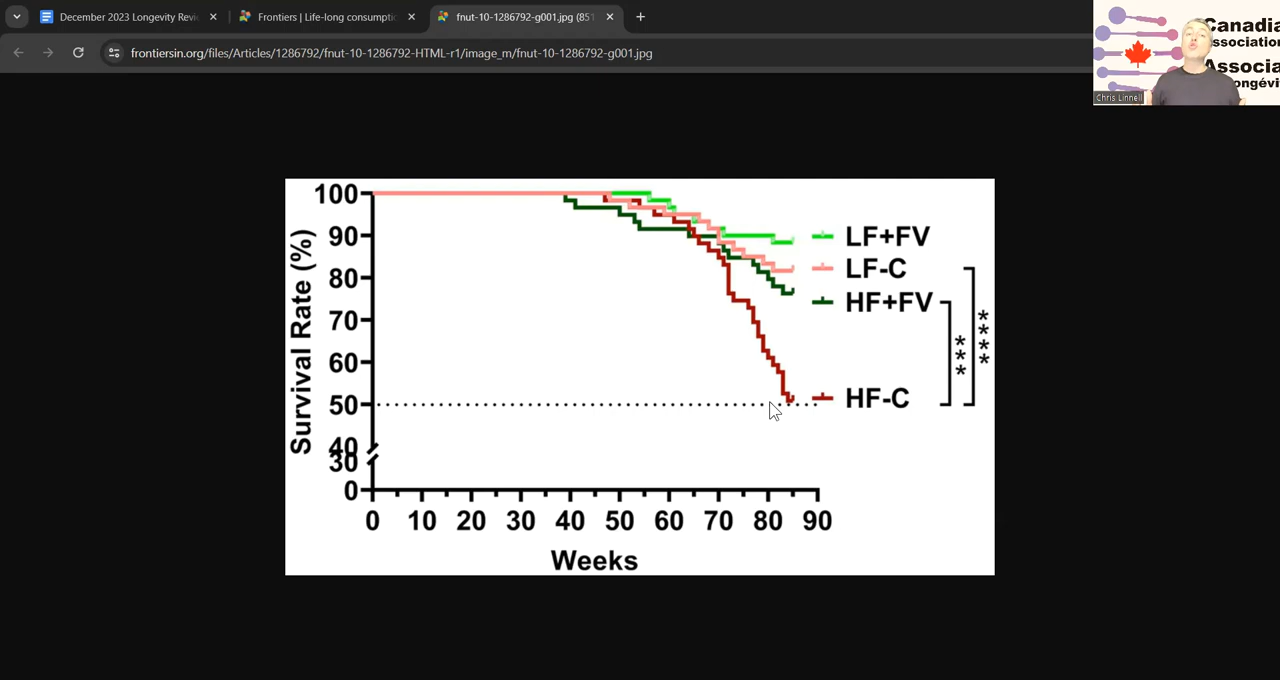 December 2023 Longevity Revi
Frontiers | Life-long consumptio
fnut-10-1286792-g001.jpg (851
frontiersin.org/files/Articles/1286792/fnut-10-1286792-HTML-r1/image_m/fnut-10-1286792-g001.jpg
Canadia
ssociation
Associa
ongévi
Chris Linnell
Survival Rate (%)
100
90
80
70
60
50
40
30
0
LF+FV
LF-C
HF+FV
HF-C
***
****
0 10 20 30 40 50 60 70 80 90
Weeks